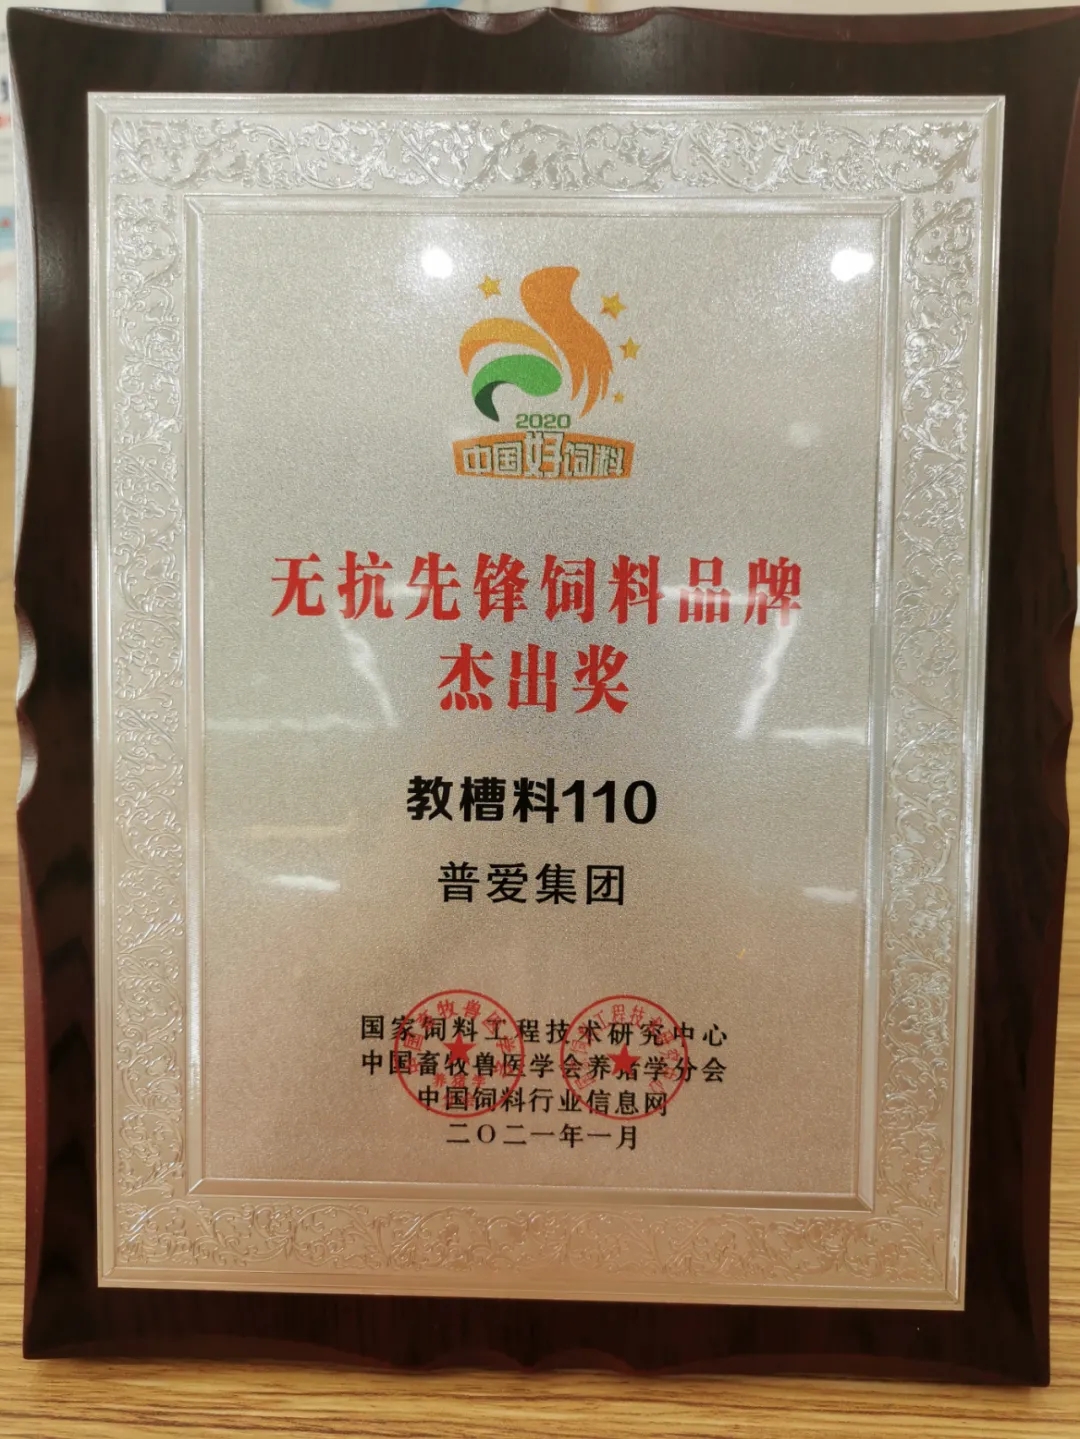 2020
中国好饲料
无抗先锋饲料品牌
杰出奖
教槽料110
普爱集团
国家饲料工程技术研究中心
中国畜牧兽医学会养猪学分会
中国饲料行业信息网
二〇二一年一月